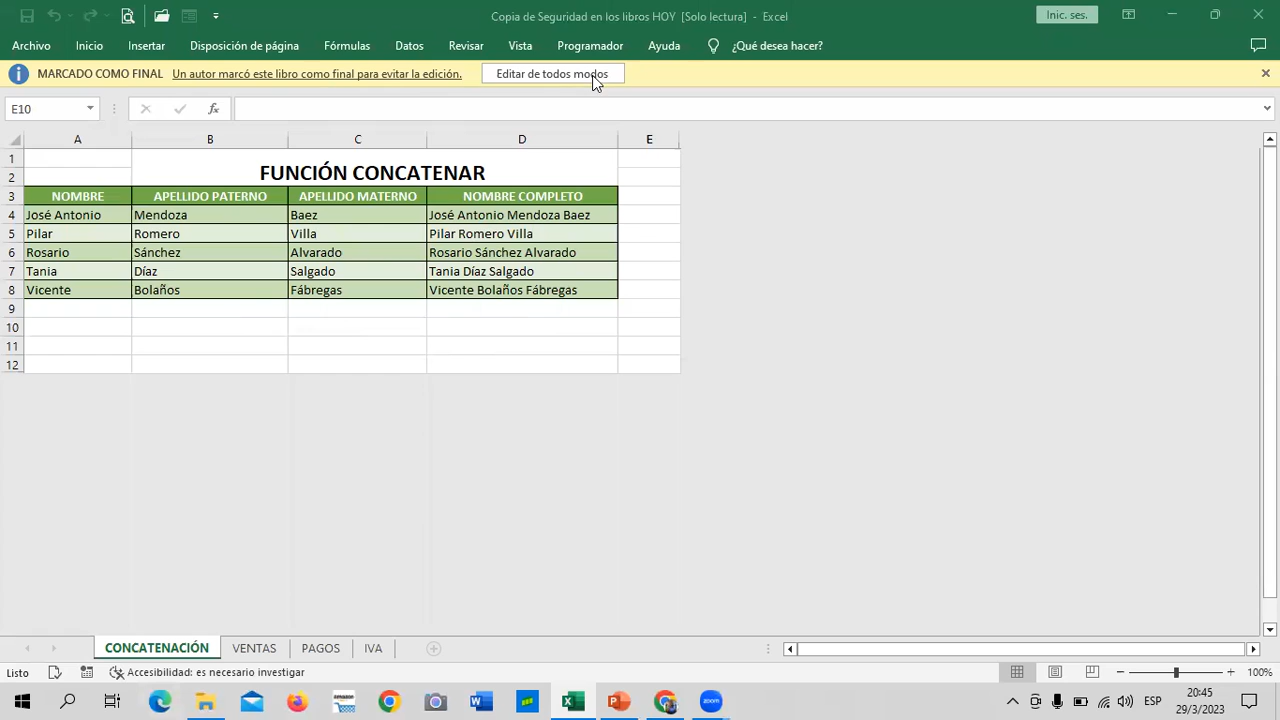 Copia de Seguridad en los libros HOY [Solo lectura] - Excel
Inic. ses.
Archivo Inicio Insertar Disposición de página Fórmulas Datos Revisar Vista Programador Ayuda ¿Qué desea hacer?
MARCADO COMO FINAL Un autor marcó este libro como final para evitar la edición. Editar de todos modos
E10 fx
A B C D E
1
2 FUNCIÓN CONCATENAR
3 NOMBRE APELLIDO PATERNO APELLIDO MATERNO NOMBRE COMPLETO
4 José Antonio Mendoza Baez José Antonio Mendoza Baez
5 Pilar Romero Villa Pilar Romero Villa
6 Rosario Sánchez Alvarado Rosario Sánchez Alvarado
7 Tania Díaz Salgado Tania Díaz Salgado
8 Vicente Bolaños Fábregas Vicente Bolaños Fábregas
9
10
11
12
CONCATENACIÓN VENTAS PAGOS IVA
Listo Accesibilidad: es necesario investigar 100%
zoom ESP 20:45
29/3/2023